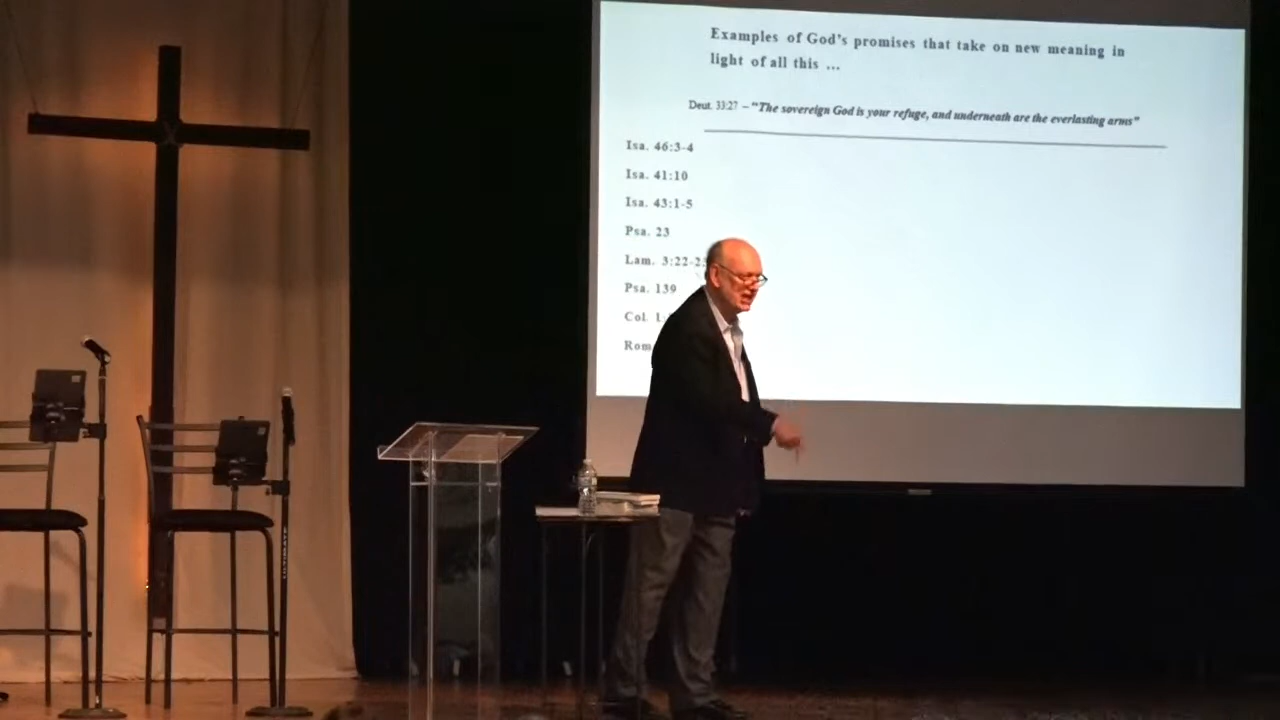 Examples of God's promises that take on new meaning in
light of all this ...
Deut. 33:27 – "The sovereign God is your refuge, and underneath are the everlasting arms"
Isa. 46:3-4
Isa. 41:10
Isa. 43:1-5
Psa. 23
Lam. 3:22-2
Psa. 139
Col. 1:
Rom
ULTIMATE